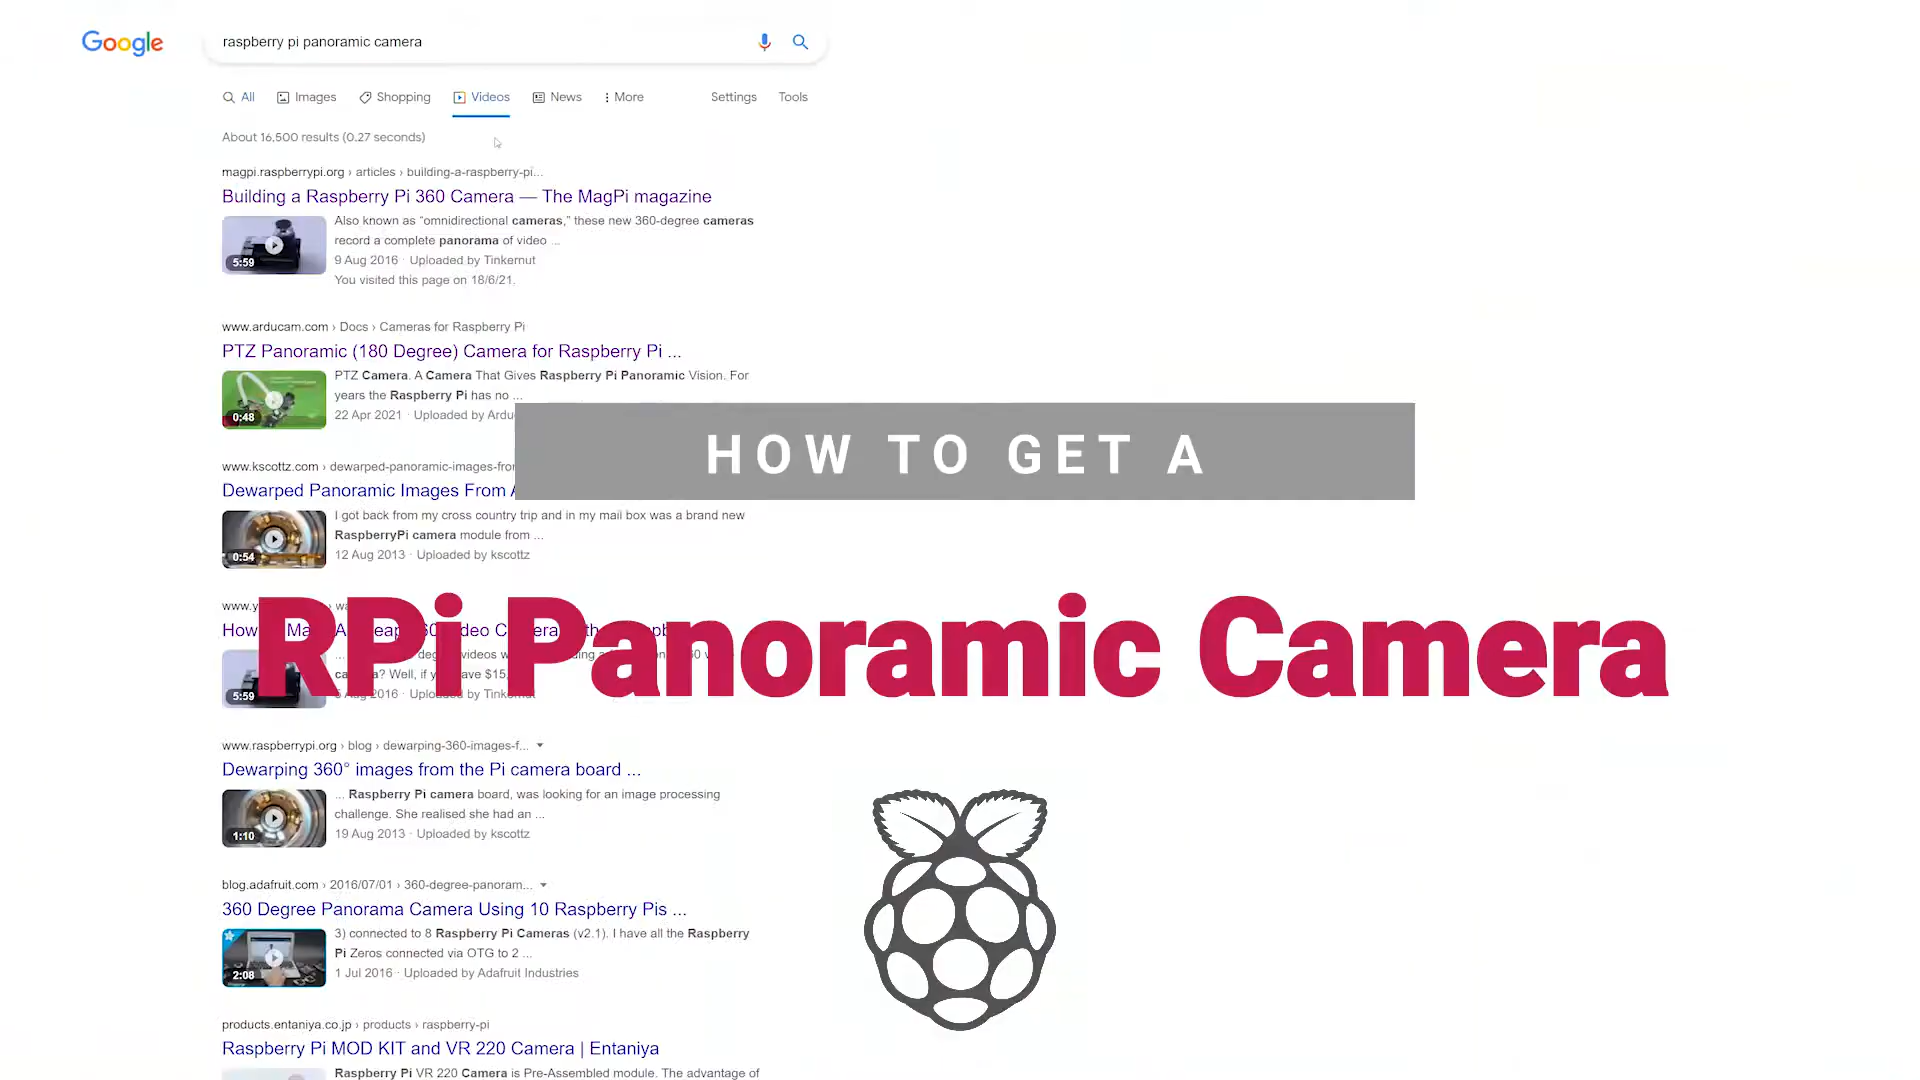 Google
raspberry pi panoramic camera
All Images Shopping Videos News More Settings Tools
About 16,500 results (0.27 seconds)
magpi.raspberrypi.org › articles › building-a-raspberry-pi...
Building a Raspberry Pi 360 Camera — The MagPi magazine
5:59
Also known as “omnidirectional cameras,” these new 360-degree cameras
record a complete panorama of video ...
9 Aug 2016 · Uploaded by Tinkernut
You visited this page on 18/6/21.
www.arducam.com › Docs › Cameras for Raspberry Pi
PTZ Panoramic (180 Degree) Camera for Raspberry Pi ...
0:48
PTZ Camera. A Camera That Gives Raspberry Pi Panoramic Vision. For
years the Raspberry Pi has no ...
22 Apr 2021 · Uploaded by Ardu
HOW TO GET A
www.kscottz.com › dewarped-panoramic-images-fro
Dewarped Panoramic Images From
0:54
I got back from my cross country trip and in my mail box was a brand new
RaspberryPi camera module from ...
12 Aug 2013 · Uploaded by kscottz
RPi Panoramic Camera
How
5:59
2016
www.raspberrypi.org › blog › dewarping-360-images-f...
Dewarping 360° images from the Pi camera board ...
1:10
... Raspberry Pi camera board, was looking for an image processing
challenge. She realised she had an ...
19 Aug 2013 · Uploaded by kscottz
blog.adafruit.com › 2016/07/01 › 360-degree-panoram...
360 Degree Panorama Camera Using 10 Raspberry Pis ...
2:08
3) connected to 8 Raspberry Pi Cameras (v2.1). I have all the Raspberry
Pi Zeros connected via OTG to 2 ...
1 Jul 2016 · Uploaded by Adafruit Industries
products.entaniya.co.jp › products › raspberry-pi
Raspberry Pi MOD KIT and VR 220 Camera | Entaniya
Raspberry Pi VR 220 Camera is Pre-Assembled module. The advantage of